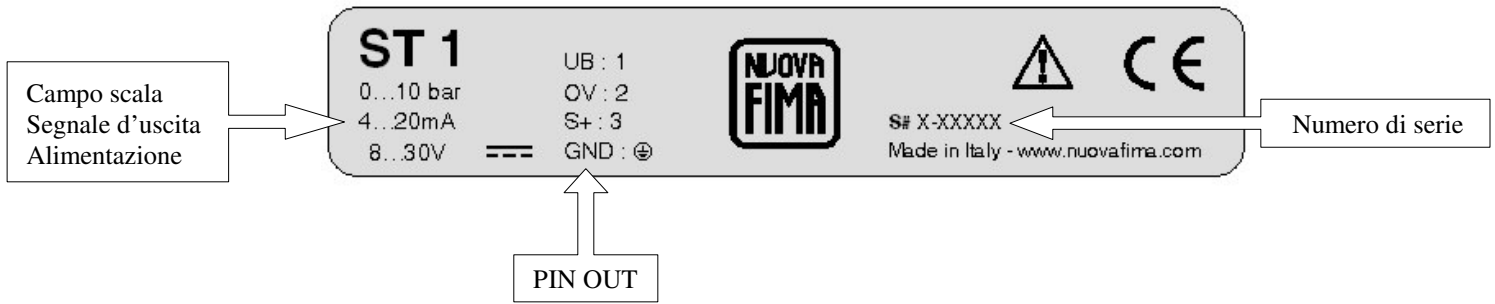 Campo scala
Segnale d'uscita
Alimentazione
ST 1
0...10 bar
4...20mA
8...30V
UB : 1
OV : 2
S+ : 3
GND :
NUOVA
FIMA
CE
S# X-XXXXX
Made in Italy - www.nuovafima.com
Numero di serie
PIN OUT